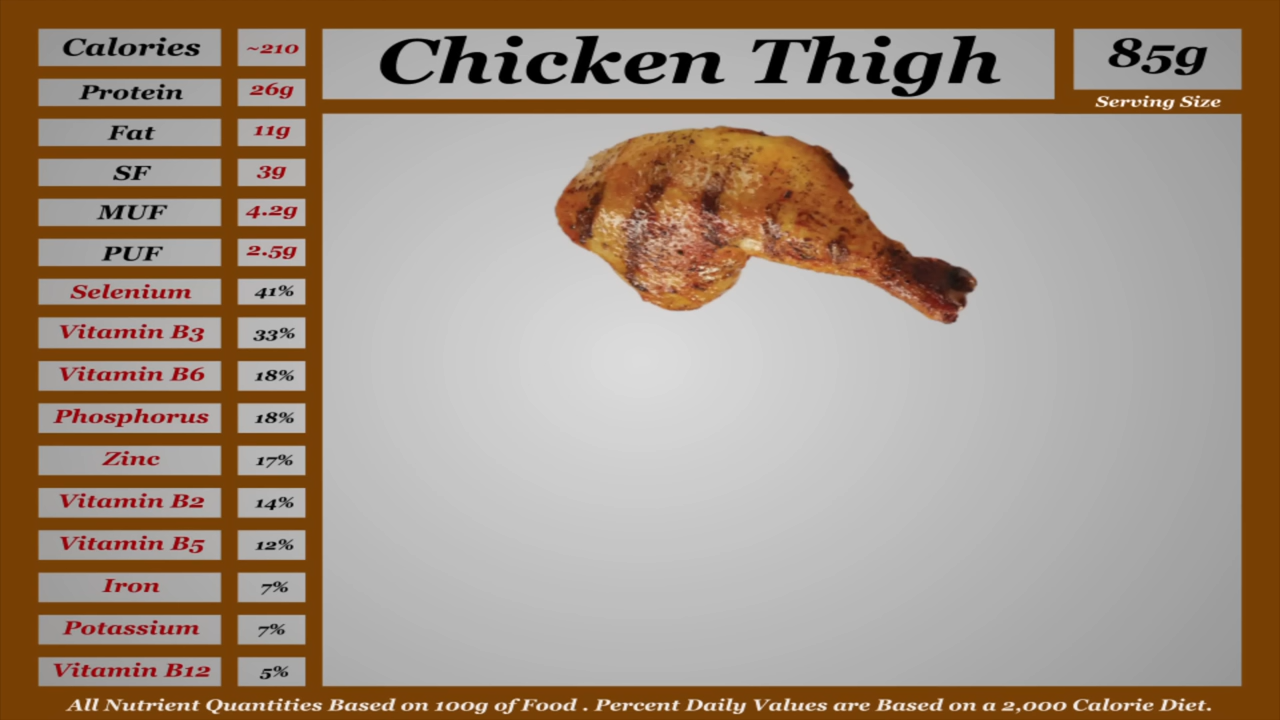 Chicken Thigh
85g
Serving Size
Calories ~210
Protein 26g
Fat 11g
SF 3g
MUF 4.2g
PUF 2.5g
Selenium 41%
Vitamin B3 33%
Vitamin B6 18%
Phosphorus 18%
Zinc 17%
Vitamin B2 14%
Vitamin B5 12%
Iron 7%
Potassium 7%
Vitamin B12 5%
All Nutrient Quantities Based on 100g of Food . Percent Daily Values are Based on a 2,000 Calorie Diet.